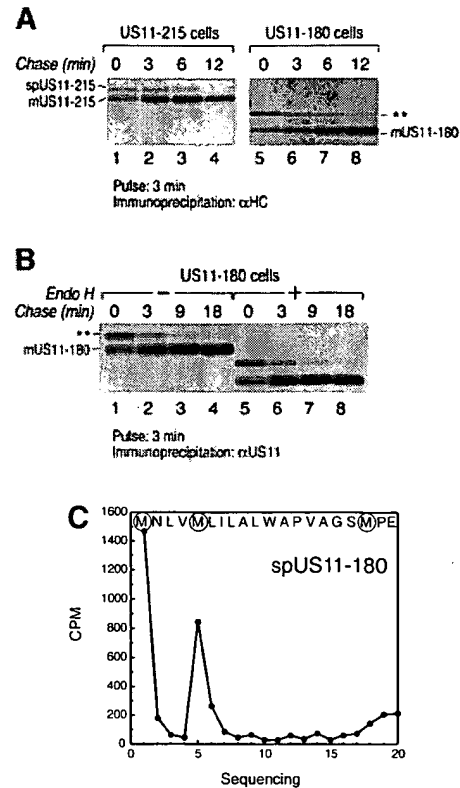 A
US11-215 cells US11-180 cells
Chase (min) 0 3 6 12 0 3 6 12
spUS11-215
mUS11-215
**
mUS11-180
1 2 3 4 5 6 7 8
Pulse: 3 min
Immunoprecipitation: αHC
B
US11-180 cells
Endo H − +
Chase (min) 0 3 9 18 0 3 9 18
**
mUS11-180
1 2 3 4 5 6 7 8
Pulse: 3 min
Immunoprecipitation: αUS11
C
MNLVMLILALWAPVAGSMPE
spUS11-180
CPM
1600
1400
1200
1000
800
600
400
200
0
0 5 10 15 20
Sequencing